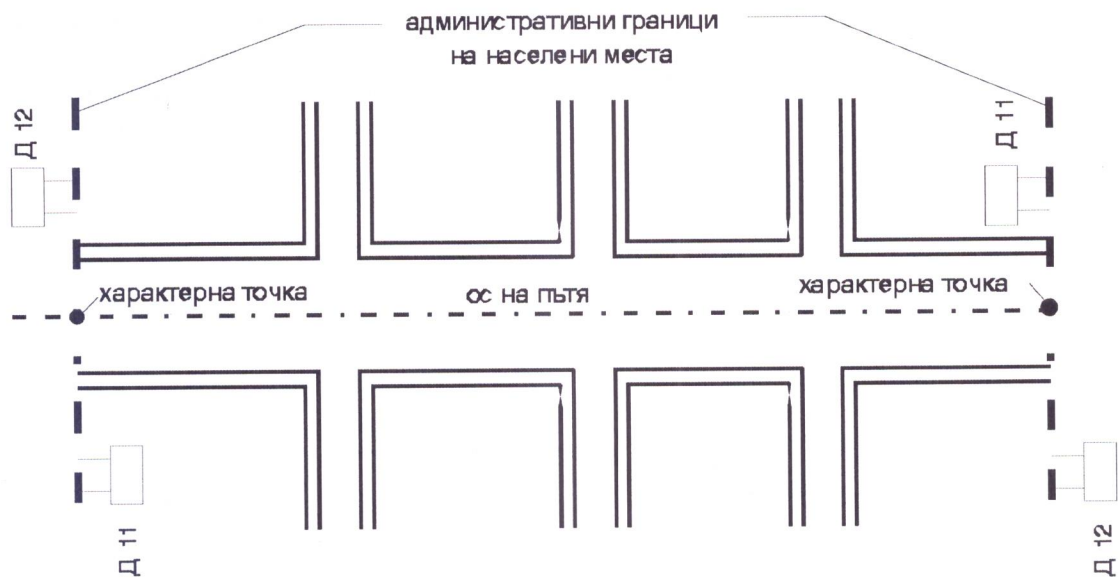 административни граници
на населени места
Д 12
Д 11
характерна точка
ос на пътя
характерна точка
Д 11
Д 12